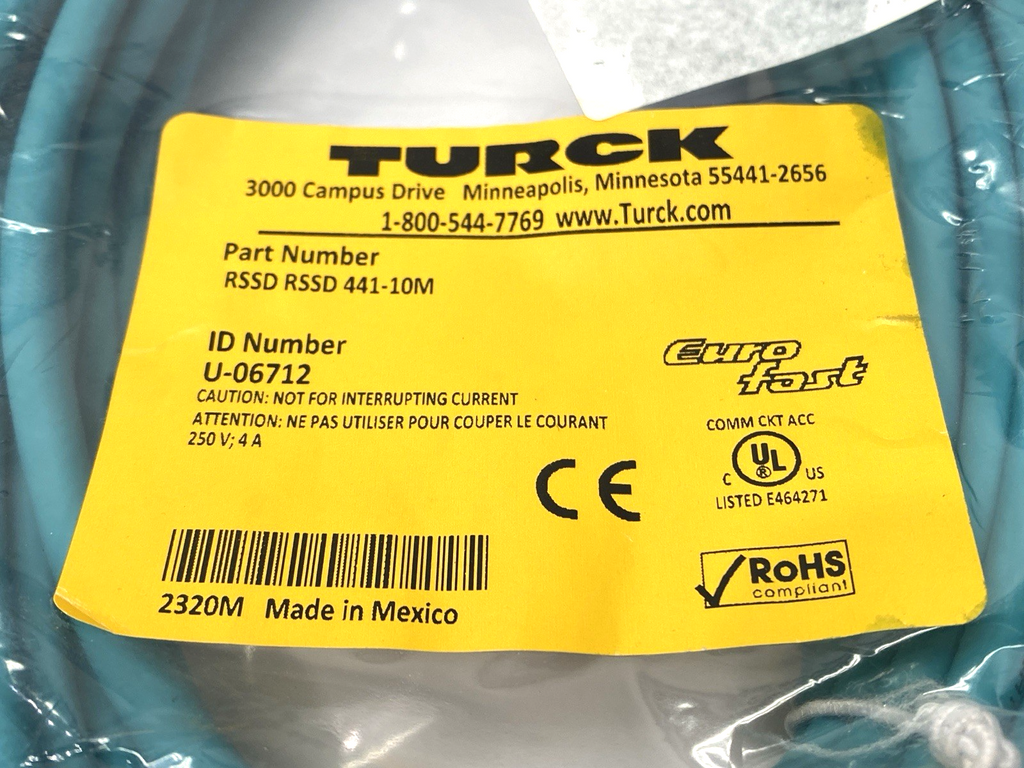 TURCK
3000 Campus Drive Minneapolis, Minnesota 55441-2656
1-800-544-7769 www.Turck.com
Part Number
RSSD RSSD 441-10M
ID Number
U-06712
CAUTION: NOT FOR INTERRUPTING CURRENT
ATTENTION: NE PAS UTILISER POUR COUPER LE COURANT
250 V; 4 A
Euro
fast
COMM CKT ACC
C UL ® US
LISTED E464271
CE
RoHS
compliant
2320M Made in Mexico